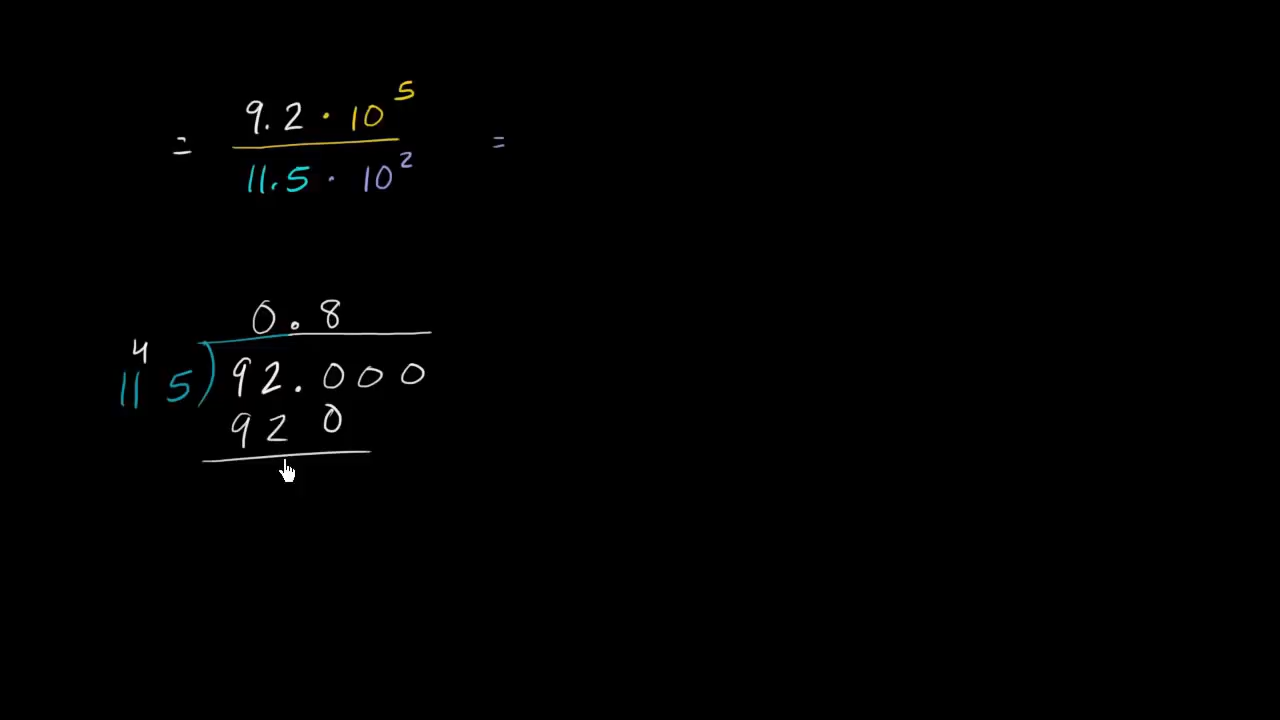 = 9.2 · 10^5 =
11.5 · 10^2
0.8
4
115)92.000
920